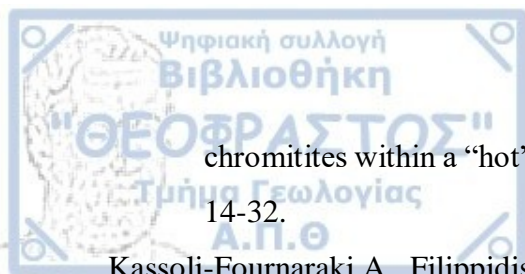 Ψηφιακή συλλογή
Βιβλιοθήκη
"ΘΕΟΦΡΑΣΤΟΣ"
chromitites within a “hot”
Τμήμα Γεωλογίας
14-32.
Α.Π.Θ
Kassoli-Fournaraki A., Filippidis